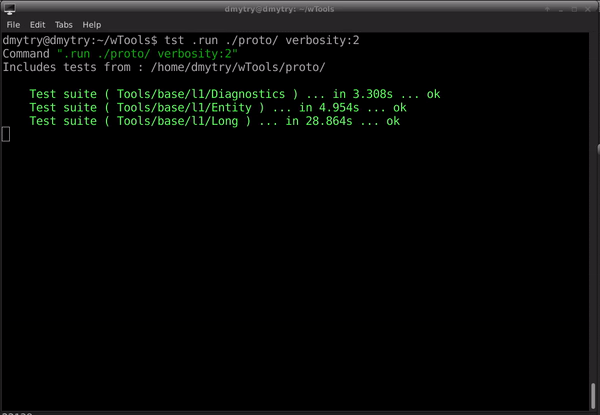 dmytry@dmytry: ~/wTools
File Edit Tabs Help
dmytry@dmytry:~/wTools$ tst .run ./proto/ verbosity:2
Command ".run ./proto/ verbosity:2"
Includes tests from : /home/dmytry/wTools/proto/
Test suite ( Tools/base/l1/Diagnostics ) ... in 3.308s ... ok
Test suite ( Tools/base/l1/Entity ) ... in 4.954s ... ok
Test suite ( Tools/base/l1/Long ) ... in 28.864s ... ok